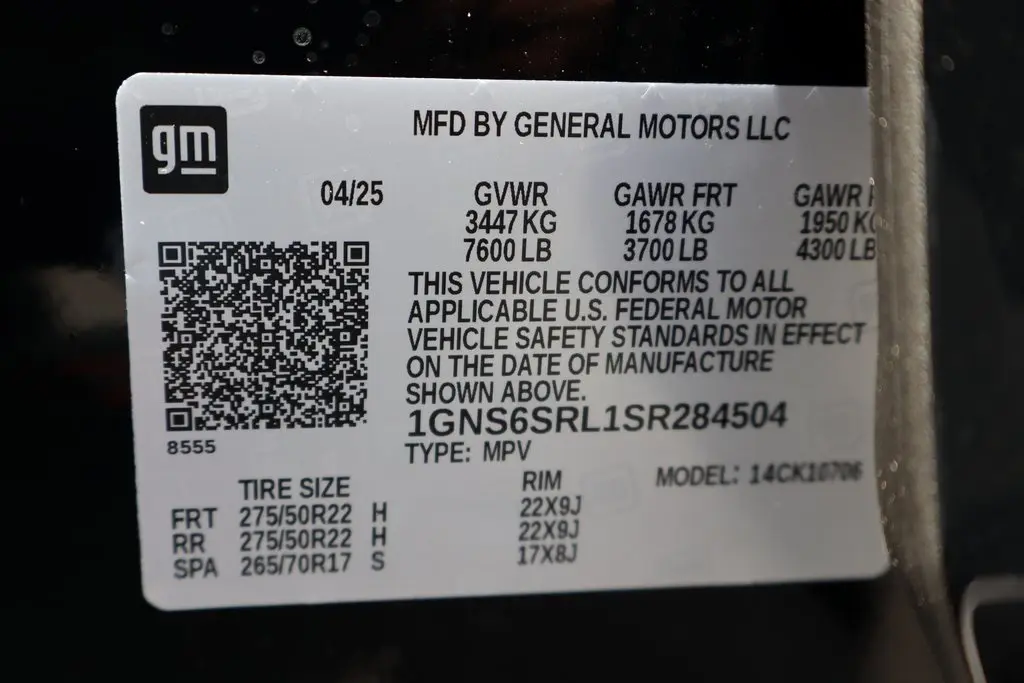 gm
MFD BY GENERAL MOTORS LLC
04/25 GVWR GAWR FRT GAWR
3447 KG 1678 KG 1950 KG
7600 LB 3700 LB 4300 LB
THIS VEHICLE CONFORMS TO ALL
APPLICABLE U.S. FEDERAL MOTOR
VEHICLE SAFETY STANDARDS IN EFFECT
ON THE DATE OF MANUFACTURE
SHOWN ABOVE.
1GNS6SRL1SR284504
8555
TYPE: MPV
TIRE SIZE RIM MODEL: 14CK10706
FRT 275/50R22 H 22X9J
RR 275/50R22 H 22X9J
SPA 265/70R17 S 17X8J